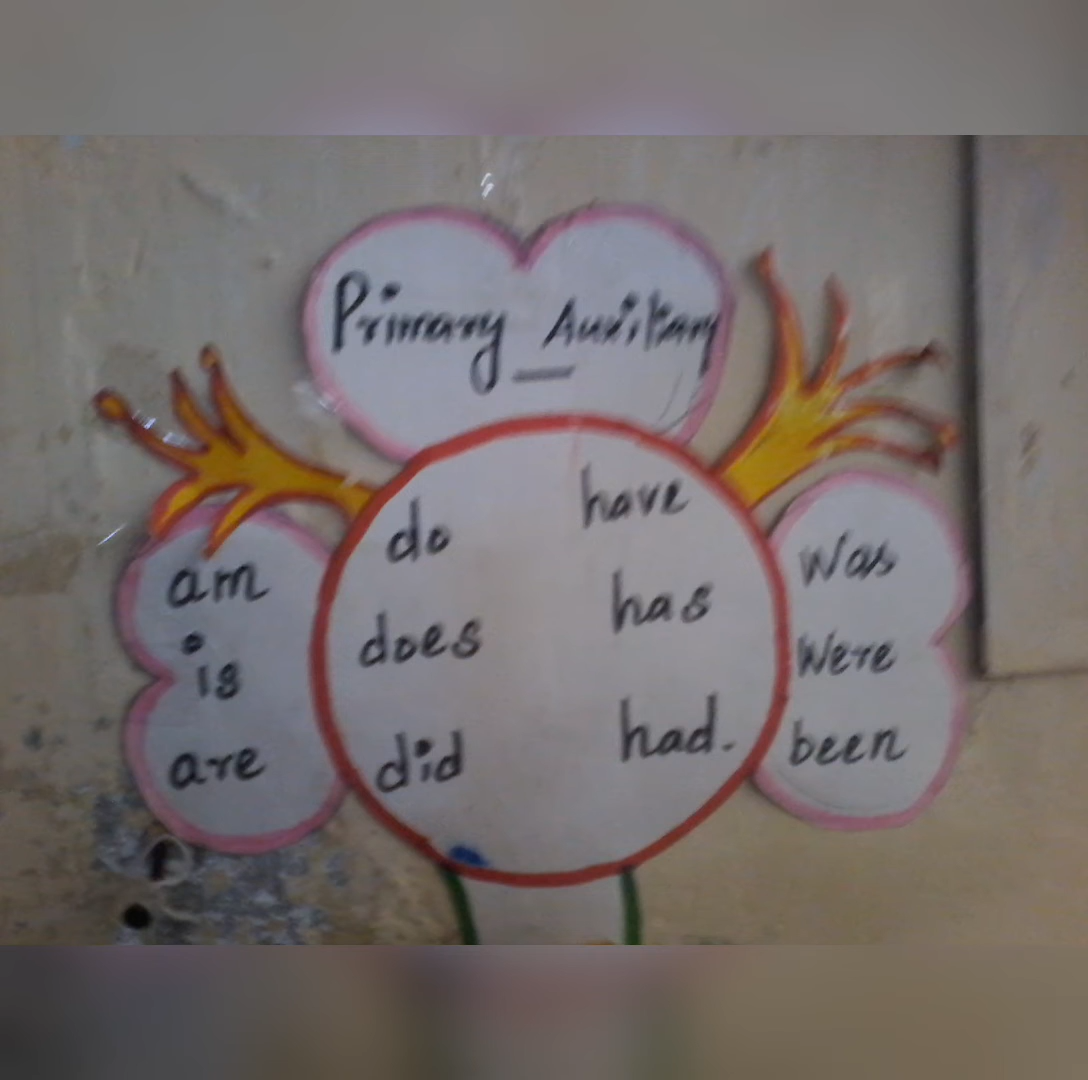 Primary Auxiliary
am
is
are
do
does
did
have
has
had.
Was
Were
been